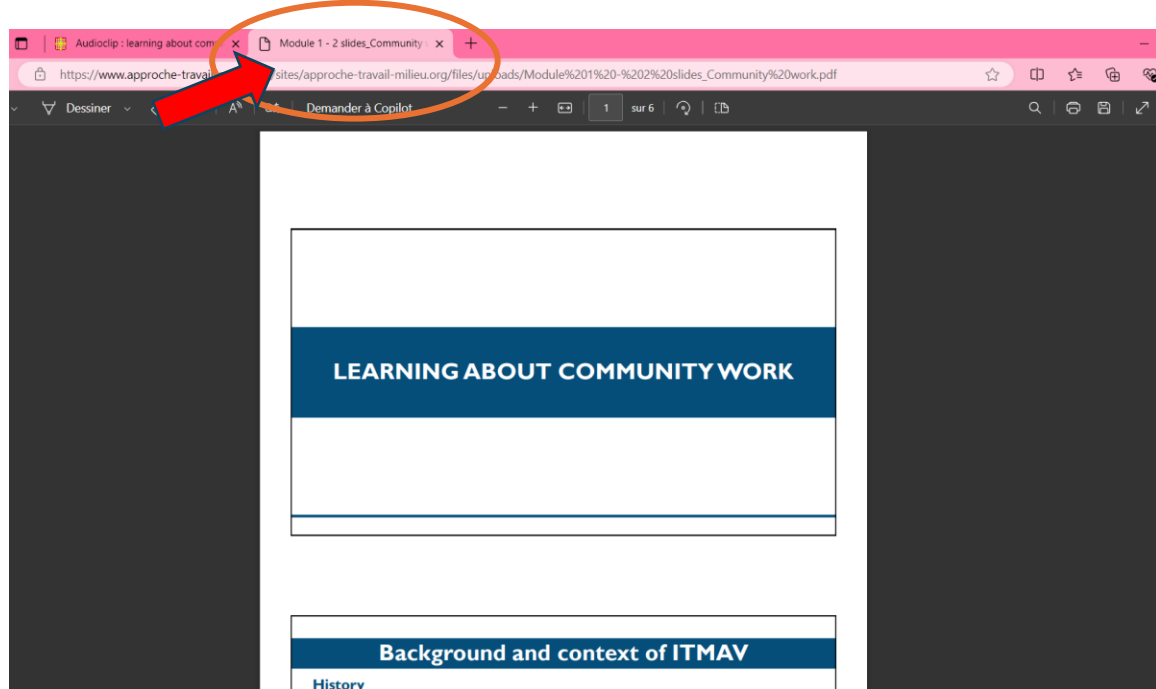 Audioclip : learning about com
Module 1 - 2 slides_Community
https://www.approche-travai sites/approche-travail-milieu.org/files/uploads/Module%201%20-%202%20slides_Community%20work.pdf
Dessiner
Demander à Copilot
1 sur 6
LEARNING ABOUT COMMUNITY WORK
Background and context of ITMAV
History